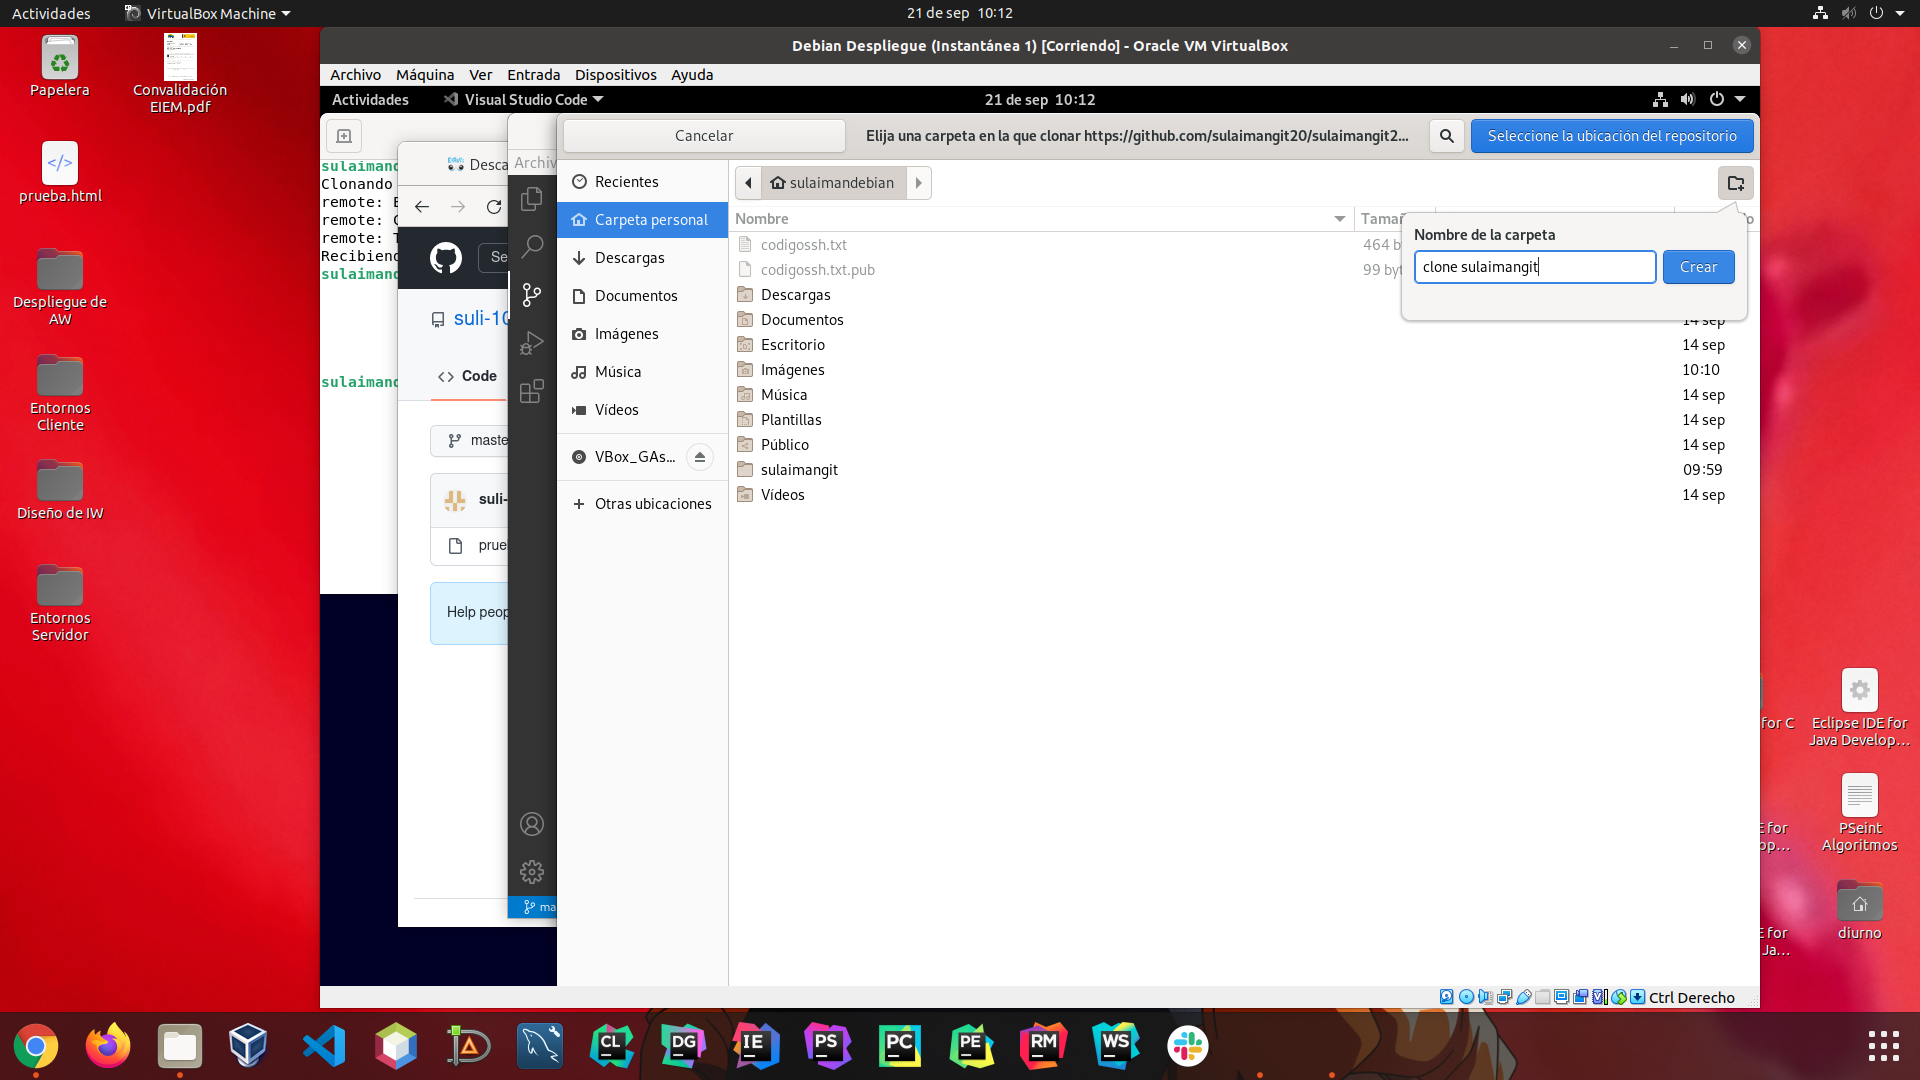 Actividades
VirtualBox Machine
21 de sep 10:12
Papelera
Convalidación
EIEM.pdf
prueba.html
Despliegue de
AW
Entornos
Cliente
Diseño de IW
Entornos
Servidor
Debian Despliegue (Instantánea 1) [Corriendo] - Oracle VM VirtualBox
Archivo Máquina Ver Entrada Dispositivos Ayuda
Actividades
Visual Studio Code
21 de sep 10:12
sulaimand
Clonando
remote: E
remote: C
remote: T
Recibiend
sulaimand
sulaimand
Desca
Se
suli-10
Code
maste
suli-
prue
Help peop
Archiv
ma
Cancelar
Elija una carpeta en la que clonar https://github.com/sulaimangit20/sulaimangit2...
Seleccione la ubicación del repositorio
Recientes
Carpeta personal
Descargas
Documentos
Imágenes
Música
Vídeos
VBox_GAs...
Otras ubicaciones
sulaimandebian
Nombre
Tamañ
o
codigossh.txt 464 b
codigossh.txt.pub 99 byt
Descargas
Documentos 14 sep
Escritorio 14 sep
Imágenes 10:10
Música 14 sep
Plantillas 14 sep
Público 14 sep
sulaimangit 09:59
Vídeos 14 sep
Nombre de la carpeta
clone sulaimangit
Crear
Ctrl Derecho
for C
Eclipse IDE for
Java Develop...
E for
op...
PSeint
Algoritmos
E for
Ja...
diurno
CL
DG
IE
PS
PC
PE
RM
WS